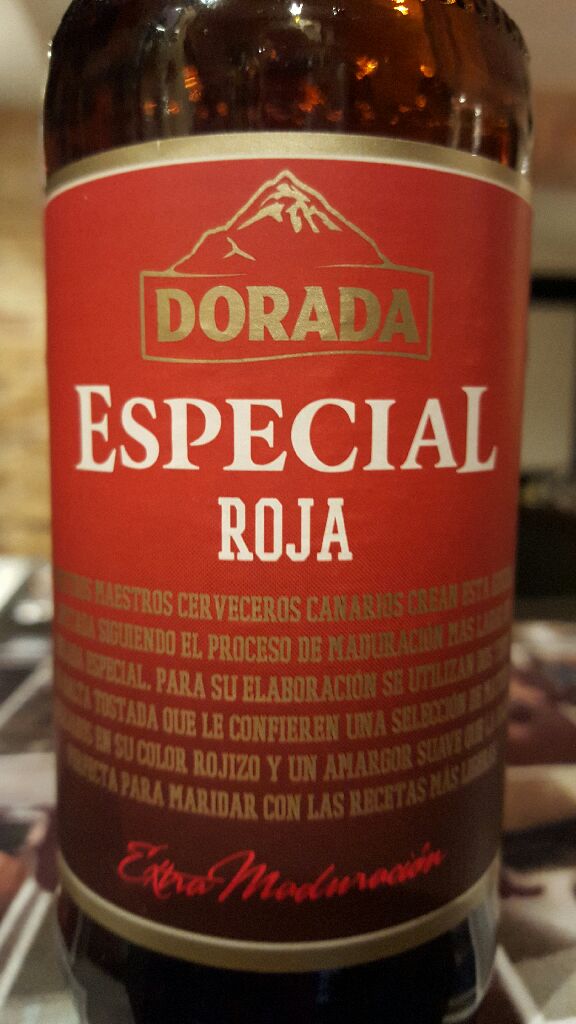 DORADA
ESPECIAL
ROJA
MAESTROS CERVECEROS CANARIOS CREAN ESTA
SIGUIENDO EL PROCESO DE MADURACIÓN MÁS
ESPECIAL. PARA SU ELABORACIÓN SE UTILIZAN
TOSTADA QUE LE CONFIEREN UNA SELECCIÓN DE
EN SU COLOR ROJIZO Y UN AMARGOR SUAVE QUE
PARA MARIDAR CON LAS RECETAS MÁS
Extra Maduración